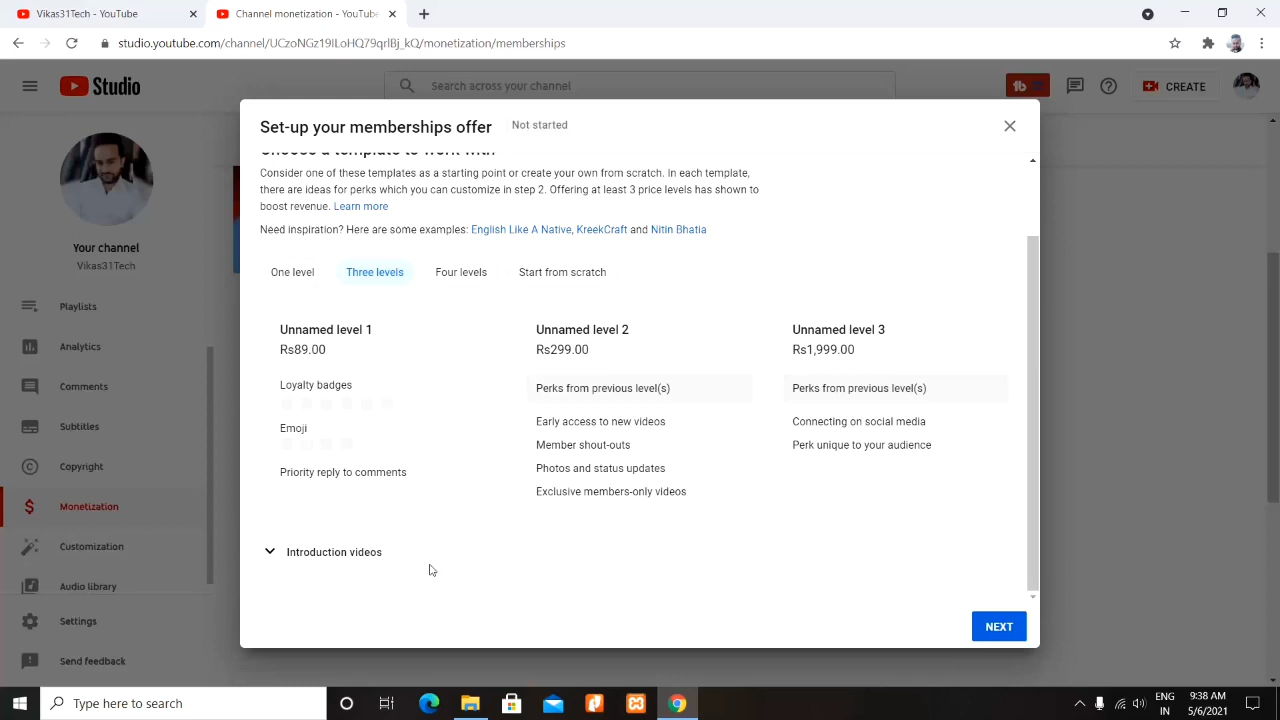 Vikas31Tech
Channel monetization - YouTube
studio.youtube.com/channel/UCzoNGz19ILoHQ79qrlBj_kQ/monetization/memberships
Studio
Search across your channel
CREATE
Set-up your memberships offer
Not started
Choose a template to work with
Consider one of these templates as a starting point or create your own from scratch. In each template,
there are ideas for perks which you can customize in step 2. Offering at least 3 price levels has shown to
boost revenue. Learn more
Need inspiration? Here are some examples: English Like A Native, KreekCraft and Nitin Bhatia
One level
Three levels
Four levels
Start from scratch
Unnamed level 1
Rs89.00
Loyalty badges
Emoji
Priority reply to comments
Unnamed level 2
Rs299.00
Perks from previous level(s)
Early access to new videos
Member shout-outs
Photos and status updates
Exclusive members-only videos
Unnamed level 3
Rs1,999.00
Perks from previous level(s)
Connecting on social media
Perk unique to your audience
Introduction videos
NEXT
Your channel
Vikas31Tech
Playlists
Analytics
Comments
Subtitles
Copyright
Monetization
Customization
Audio library
Settings
Send feedback
Type here to search
ENG
IN
9:38 AM
5/6/2021